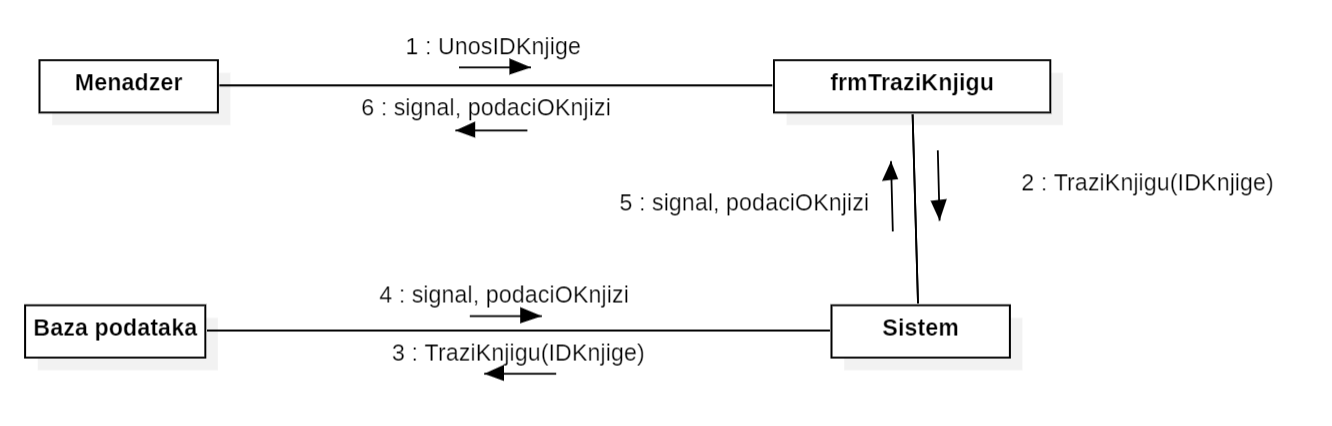 1 : UnosIDKnjige
Menadzer
frmTraziKnjigu
6 : signal, podaciOKnjizi
2 : TraziKnjigu(IDKnjige)
5 : signal, podaciOKnjizi
4 : signal, podaciOKnjizi
Baza podataka
Sistem
3 : TraziKnjigu(IDKnjige)